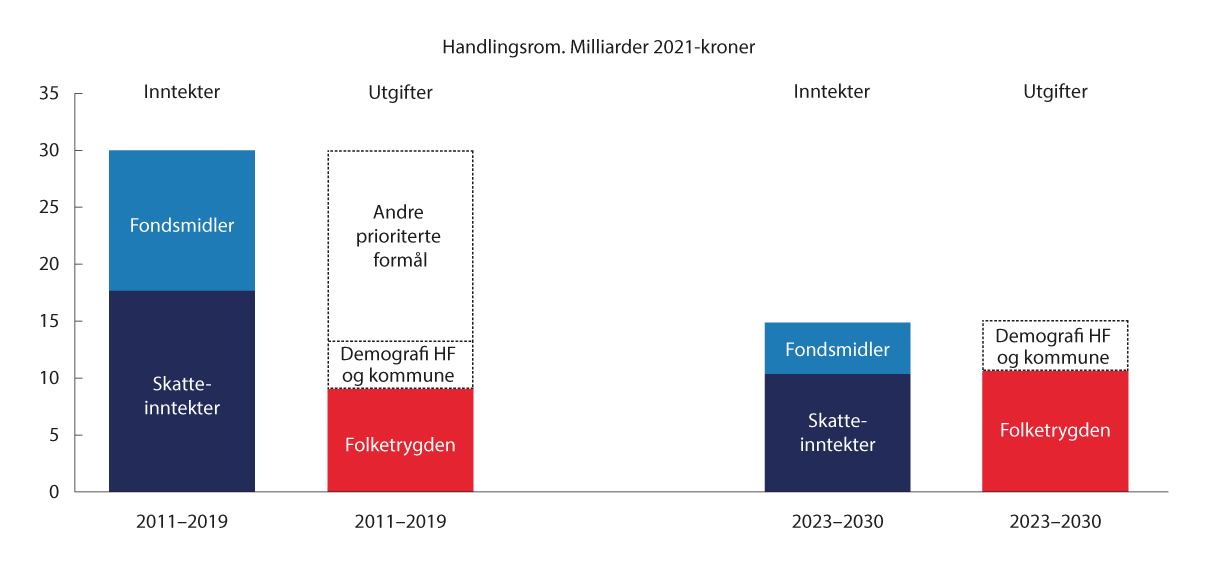 Handlingsrom. Milliarder 2021-kroner
Inntekter
Utgifter
Inntekter
Utgifter
35
30
25
20
15
10
5
0
Fondsmidler
Skatte-
inntekter
Andre
prioriterte
formål
Demografi HF
og kommune
Folketrygden
Fondsmidler
Skatte-
inntekter
Demografi HF
og kommune
Folketrygden
2011–2019
2011–2019
2023–2030
2023–2030